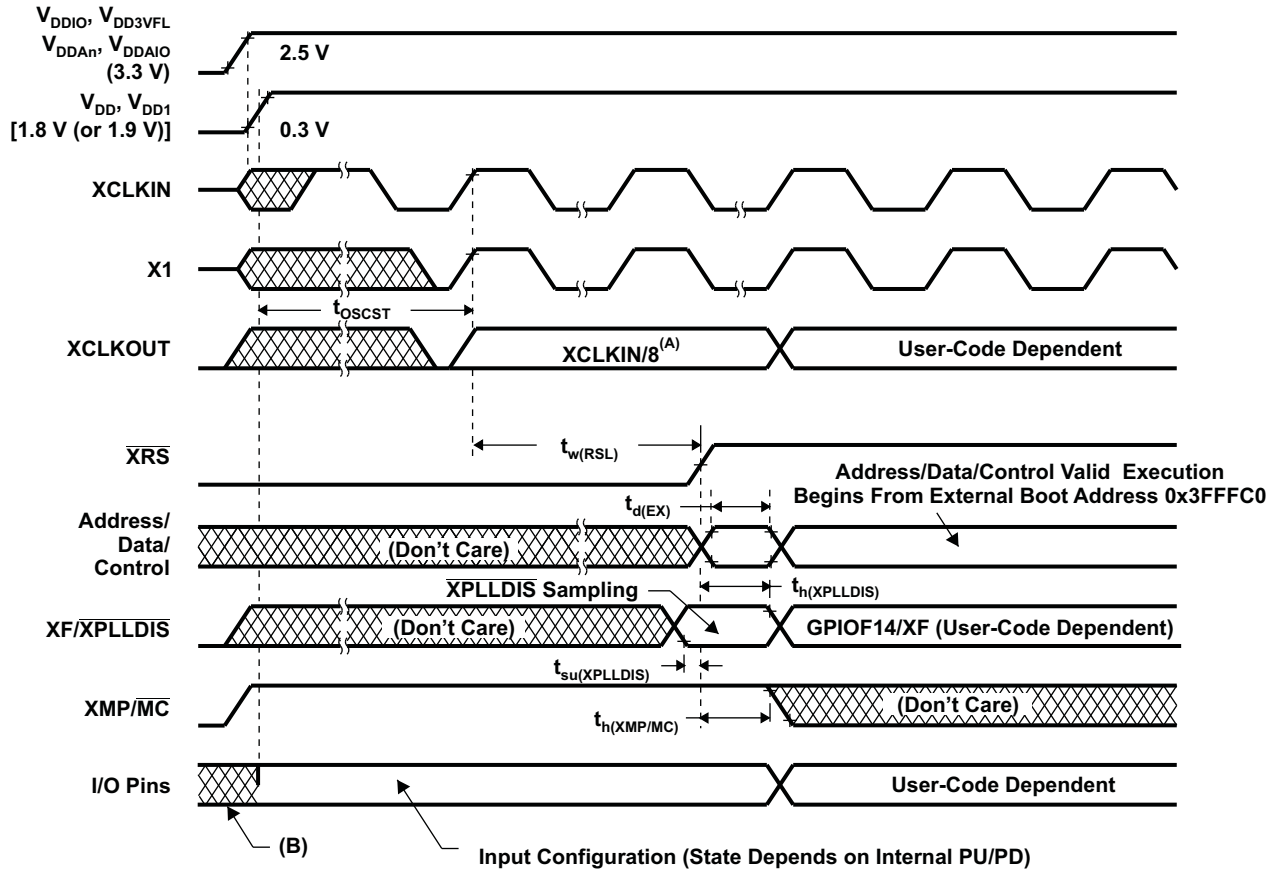 VDDIO, VDD3VFL
VDDAn, VDDAIO
(3.3 V)
2.5 V
VDD, VDD1
[1.8 V (or 1.9 V)]
0.3 V
XCLKIN
X1
tOSCST
XCLKOUT
XCLKIN/8(A)
User-Code Dependent
XRS
tw(RSL)
Address/Data/Control Valid Execution
Begins From External Boot Address 0x3FFFC0
td(EX)
Address/
Data/
Control
(Don't Care)
XPLLDIS Sampling
th(XPLLDIS)
XF/XPLLDIS
(Don't Care)
GPIOF14/XF (User-Code Dependent)
tsu(XPLLDIS)
XMP/MC
(Don't Care)
th(XMP/MC)
I/O Pins
User-Code Dependent
(B)
Input Configuration (State Depends on Internal PU/PD)